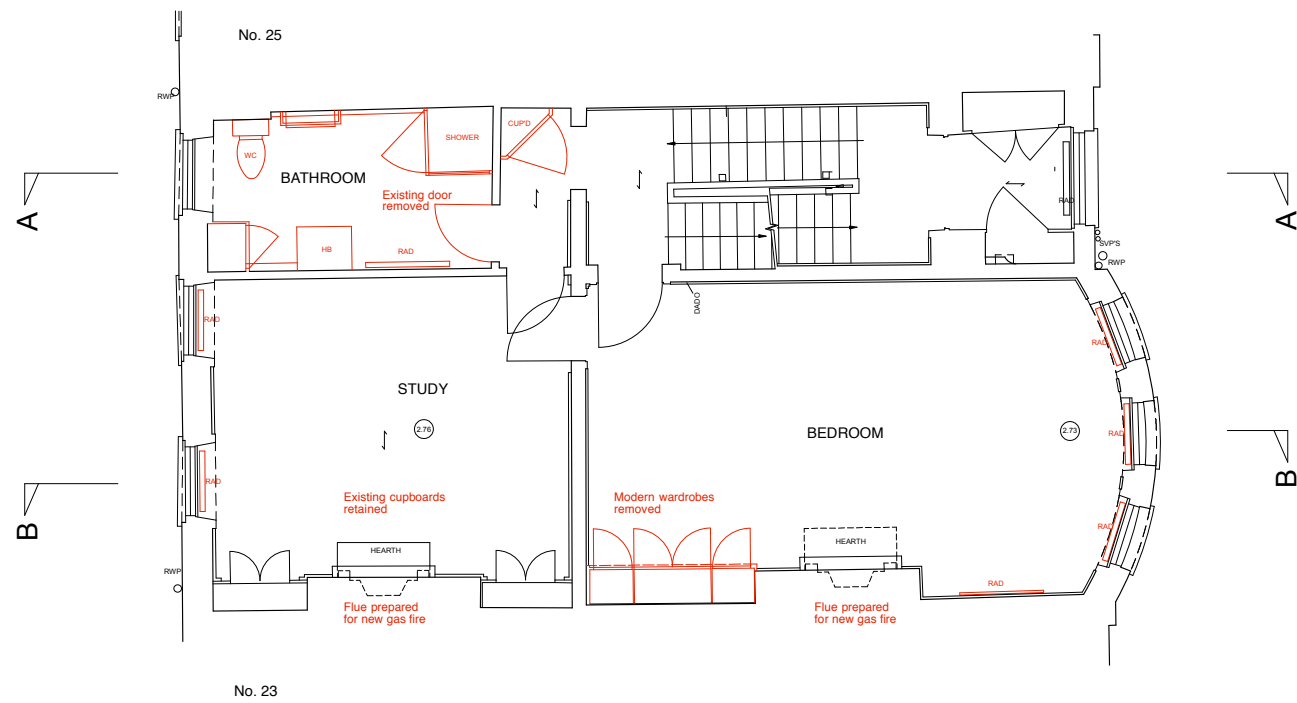 No. 25
RWP
CUP'D
SHOWER
WC
BATHROOM
Existing door
removed
A
A
RAD
HB
RAD
SVP'S
RWP
DADO
RAD
RAD
STUDY
2.76
BEDROOM
2.73
RAD
RAD
B
B
Existing cupboards
retained
Modern wardrobes
removed
RAD
HEARTH
HEARTH
RWP
RAD
Flue prepared
for new gas fire
Flue prepared
for new gas fire
No. 23